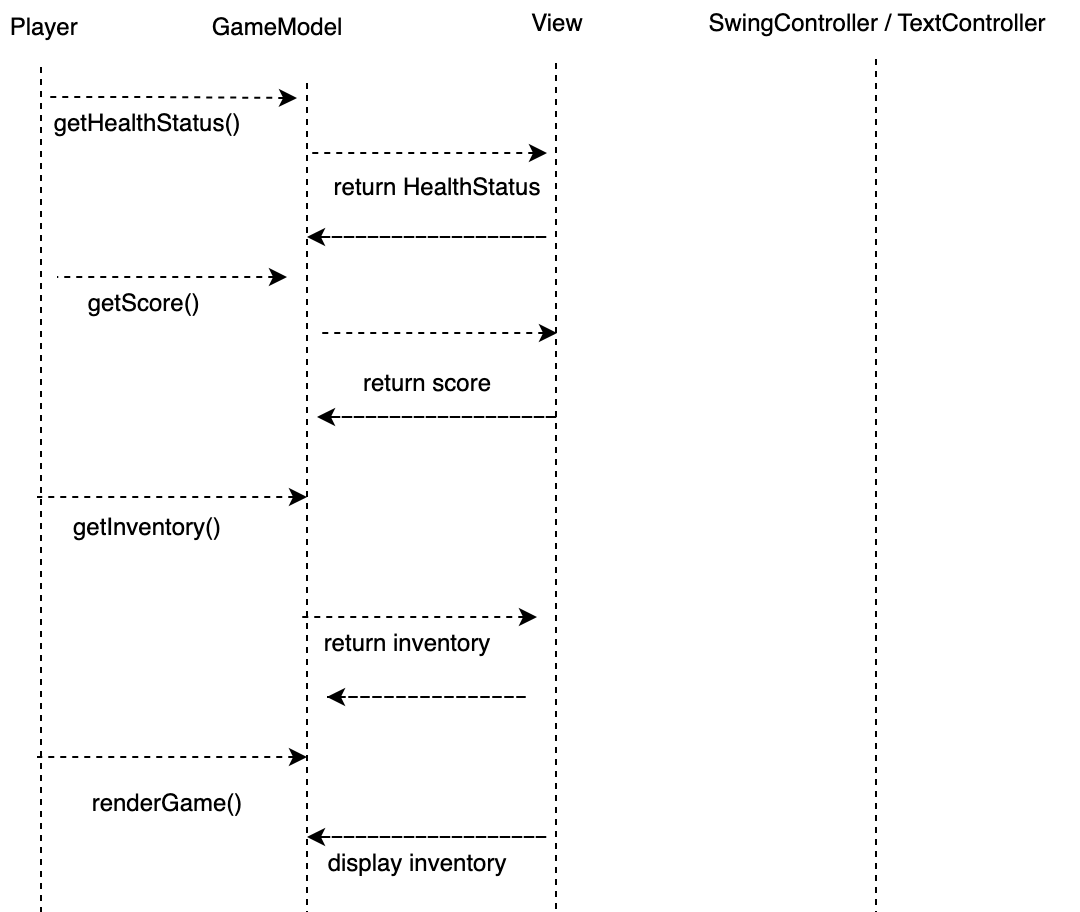 Player
GameModel
View
SwingController / TextController
getHealthStatus()
return HealthStatus
getScore()
return score
getInventory()
return inventory
renderGame()
display inventory